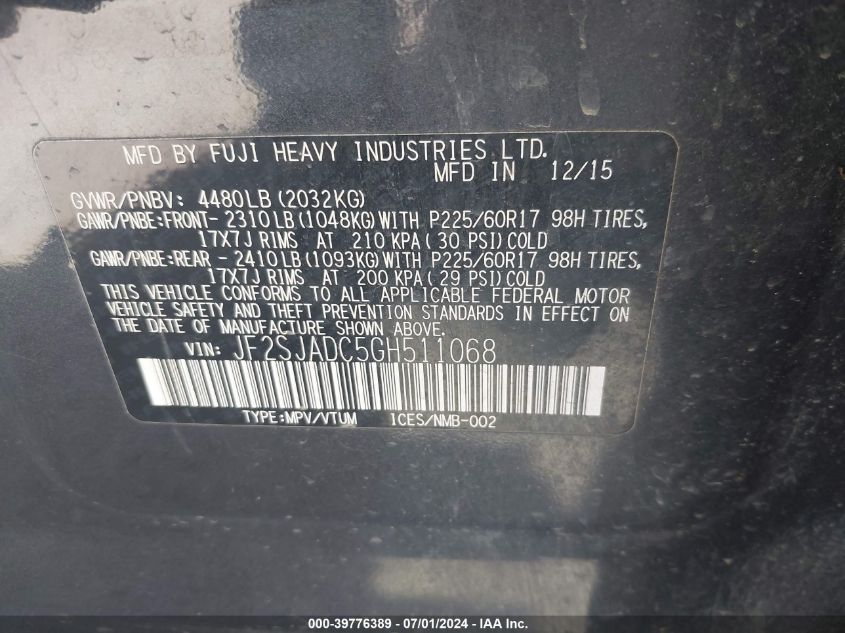 MFD BY FUJI HEAVY INDUSTRIES LTD.
MFD IN 12/15
GVWR/PNBV: 4480LB(2032KG)
GAWR/PNBE:FRONT- 2310LB(1048KG)WITH P225/60R17 98H TIRES,
17X7J RIMS AT 210 KPA( 30 PSI)COLD
GAWR/PNBE:REAR - 2410LB(1093KG)WITH P225/60R17 98H TIRES,
17X7J RIMS AT 200 KPA( 29 PSI)COLD
THIS VEHICLE CONFORMS TO ALL APPLICABLE FEDERAL MOTOR
VEHICLE SAFETY AND THEFT PREVENTION STANDARDS IN EFFECT ON
THE DATE OF MANUFACTURE SHOWN ABOVE.
VIN: JF2SJADC5GH511068
TYPE:MPV/VTUM ICES/NMB-002
000-39776389 - 07/01/2024 - IAA Inc.